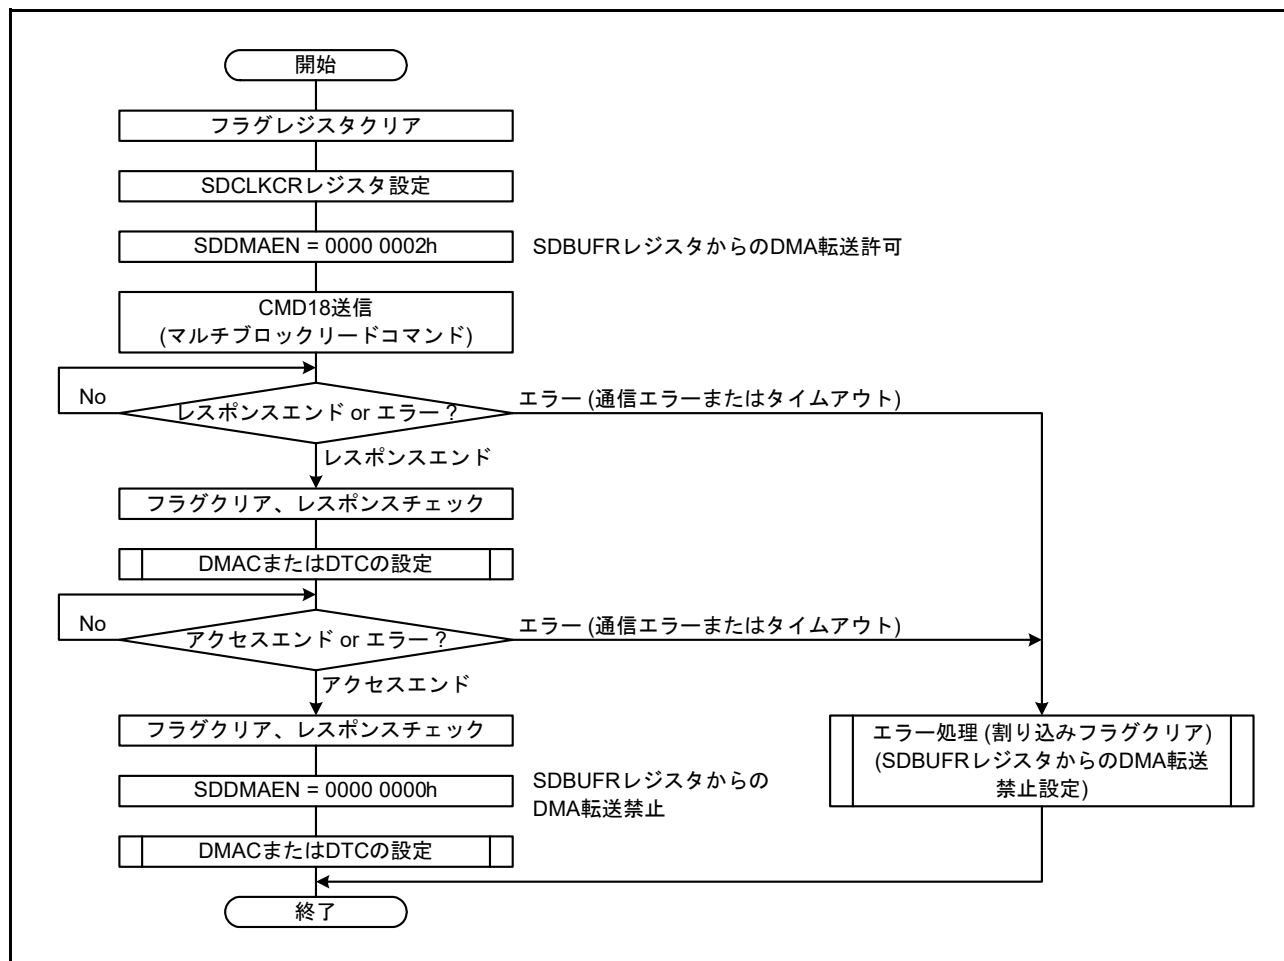 開始
フラグレジスタクリア
SDCLKCRレジスタ設定
SDDMAEN = 0000 0002h
SDBUFRレジスタからのDMA転送許可
CMD18送信
(マルチブロックリードコマンド)
No
レスポンスエンド or エラー ?
エラー (通信エラーまたはタイムアウト)
レスポンスエンド
フラグクリア、レスポンスチェック
DMACまたはDTCの設定
No
アクセスエンド or エラー ?
エラー (通信エラーまたはタイムアウト)
アクセスエンド
フラグクリア、レスポンスチェック
エラー処理 (割り込みフラグクリア)
(SDBUFRレジスタからのDMA転送
禁止設定)
SDDMAEN = 0000 0000h
SDBUFRレジスタからの
DMA転送禁止
DMACまたはDTCの設定
終了